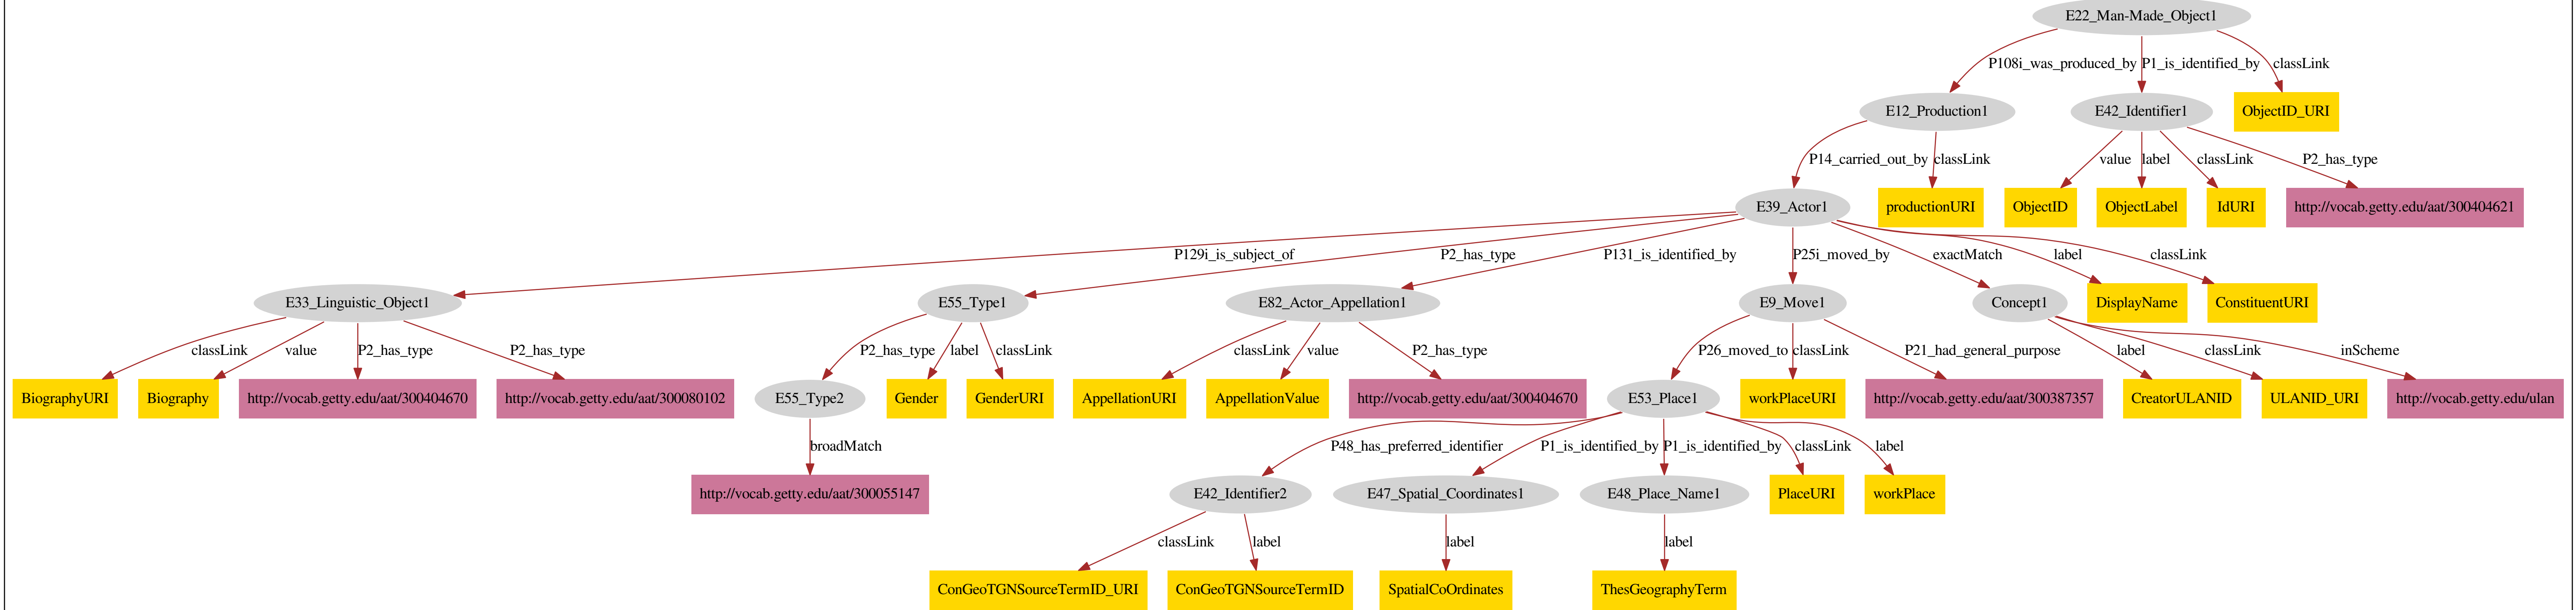 E22_Man-Made_Object1
P108i_was_produced_by P1_is_identified_by classLink
E12_Production1 E42_Identifier1 ObjectID_URI
P14_carried_out_by classLink value label classLink P2_has_type
E39_Actor1 productionURI ObjectID ObjectLabel IdURI http://vocab.getty.edu/aat/300404621
P129i_is_subject_of P2_has_type P131_is_identified_by P25i_moved_by exactMatch label classLink
E33_Linguistic_Object1 E55_Type1 E82_Actor_Appellation1 E9_Move1 Concept1 DisplayName ConstituentURI
classLink value P2_has_type P2_has_type P2_has_type label classLink classLink value P2_has_type P26_moved_to classLink P21_had_general_purpose label classLink inScheme
BiographyURI Biography http://vocab.getty.edu/aat/300404670 http://vocab.getty.edu/aat/300080102 E55_Type2 Gender GenderURI AppellationURI AppellationValue http://vocab.getty.edu/aat/300404670 E53_Place1 workPlaceURI http://vocab.getty.edu/aat/300387357 CreatorULANID ULANID_URI http://vocab.getty.edu/ulan
broadMatch P48_has_preferred_identifier P1_is_identified_by P1_is_identified_by classLink label
http://vocab.getty.edu/aat/300055147 E42_Identifier2 E47_Spatial_Coordinates1 E48_Place_Name1 PlaceURI workPlace
classLink label label label
ConGeoTGNSourceTermID_URI ConGeoTGNSourceTermID SpatialCoOrdinates ThesGeographyTerm